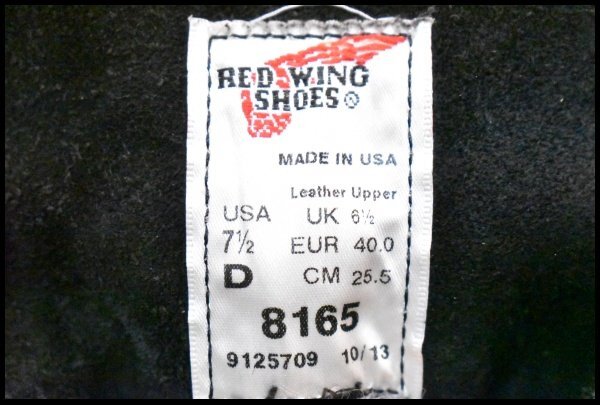 RED WING
SHOES®
MADE IN USA
Leather Upper
USA UK 6½
7½ EUR 40.0
D CM 25.5
8165
9125709 10/13